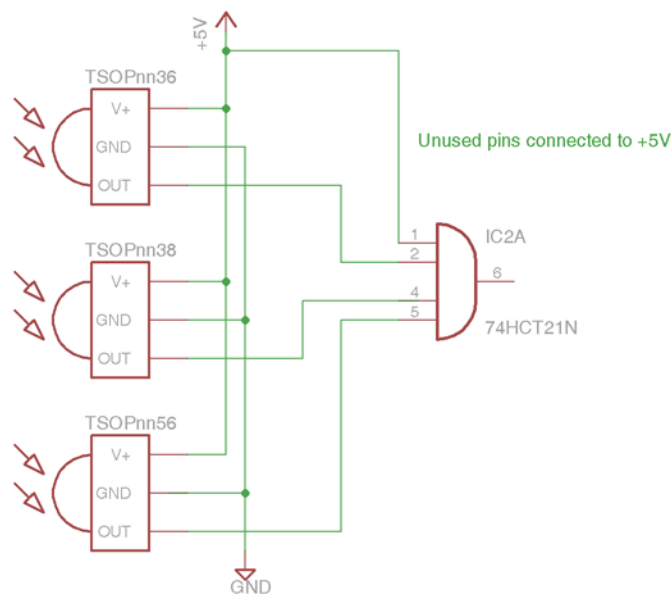 +5V
TSOPnn36
V+
GND
OUT
Unused pins connected to +5V
TSOPnn38
V+
GND
OUT
1
2
4
5
6
IC2A
74HCT21N
TSOPnn56
V+
GND
OUT
GND